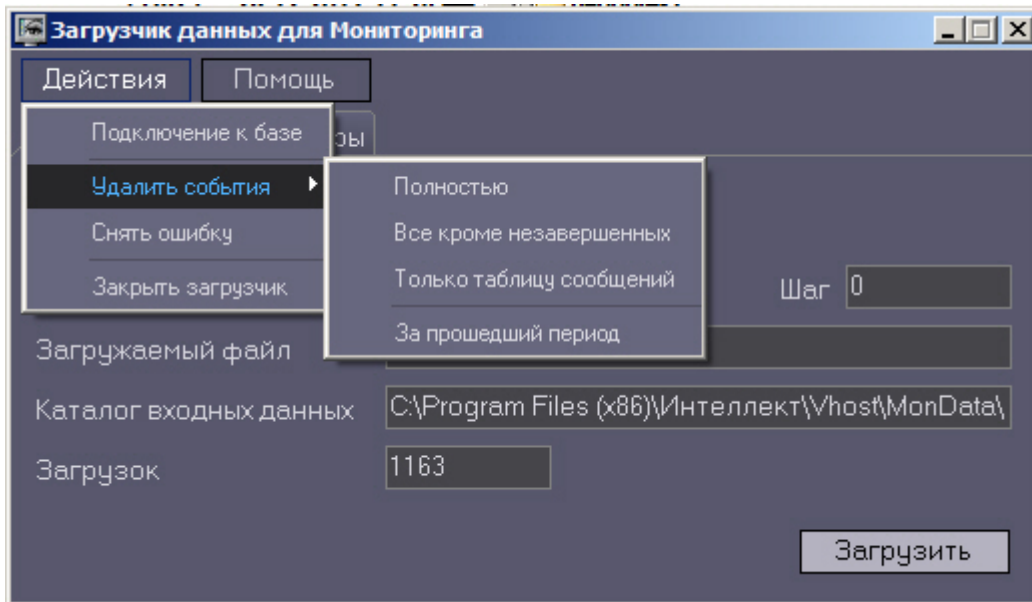 Загрузчик данных для Мониторинга
Действия Помощь
Подключение к базе
Удалить события
Полностью
Снять ошибку
Все кроме незавершенных
Закрыть загрузчик
Только таблицу сообщений
Шаг 0
За прошедший период
Загружаемый файл
Каталог входных данных C:\Program Files (x86)\Интеллект\Vhost\MonData\
Загрузок 1163
Загрузить